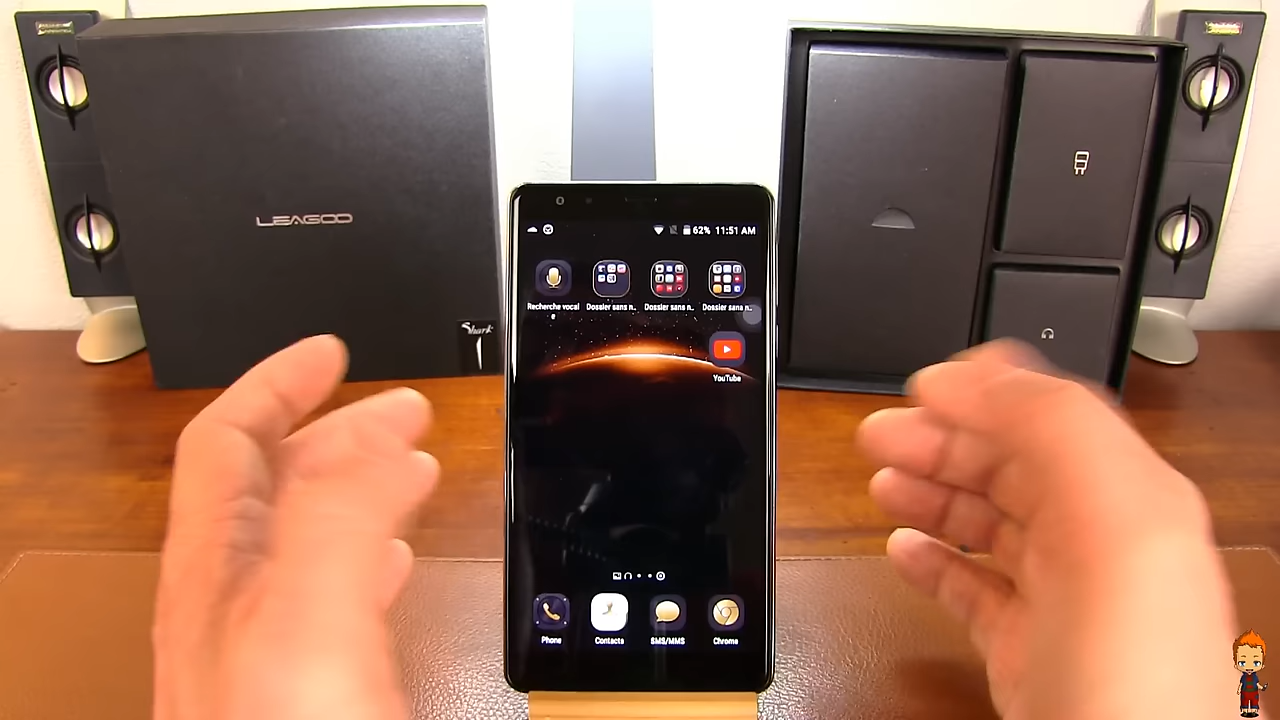 LEAGOO
Shark
1
62% 11:51 AM
Recherche vocal
e
Dossier sans n..
Dossier sans n..
Dossier sans n..
YouTube
Phone
Contacts
SMS/MMS
Chrome